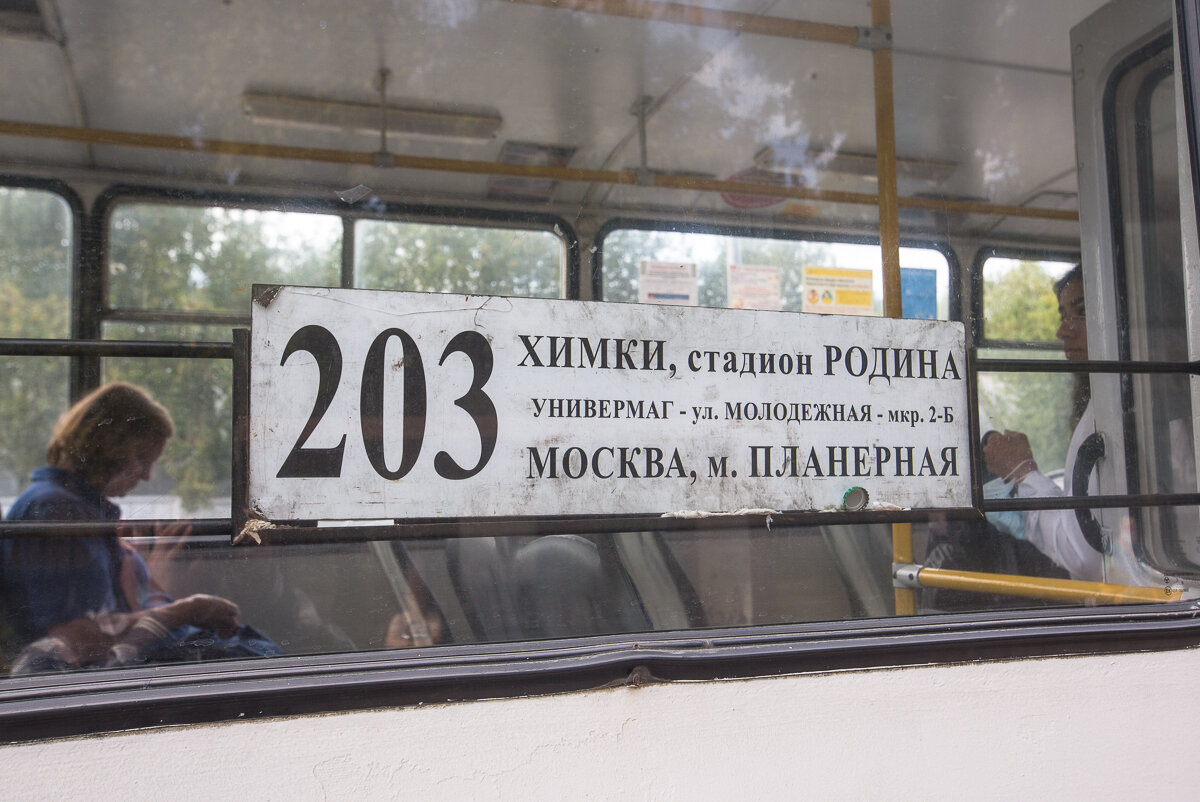 203
ХИМКИ, стадион РОДИНА
УНИВЕРМАГ - ул. МОЛОДЕЖНАЯ - мкр. 2-Б
МОСКВА, м. ПЛАНЕРНАЯ